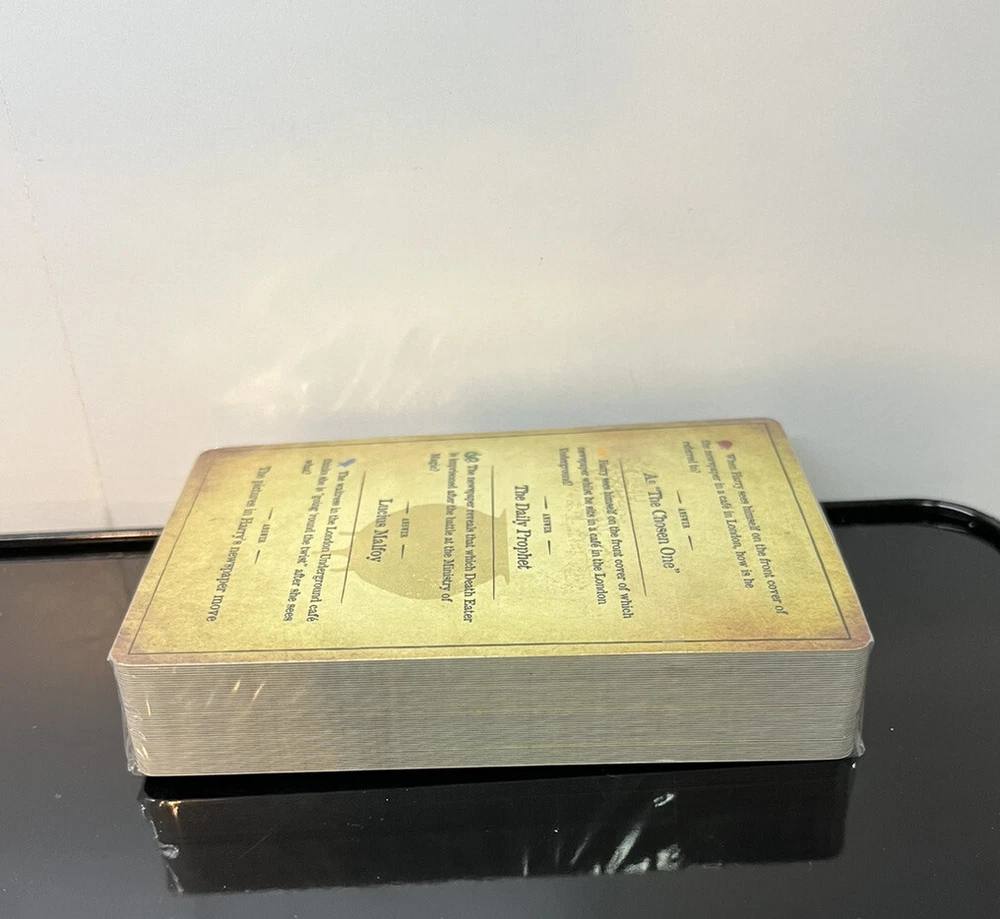 When Harry sees himself on the front cover of
the newspaper in a café in London, how is he
referred to?
ANSWER
As "The Chosen One"
Harry sees himself on the front cover of which
newspaper whilst he sits in a café in the London
Underground?
ANSWER
The Daily Prophet
The newspaper reveals that which Death Eater
is imprisoned after the battle at the Ministry of
Magic?
ANSWER
Lucius Malfoy
The waitress in the London Underground café
thinks she is 'going 'round the twist' after she sees
what?
ANSWER
The pictures in Harry's newspaper move